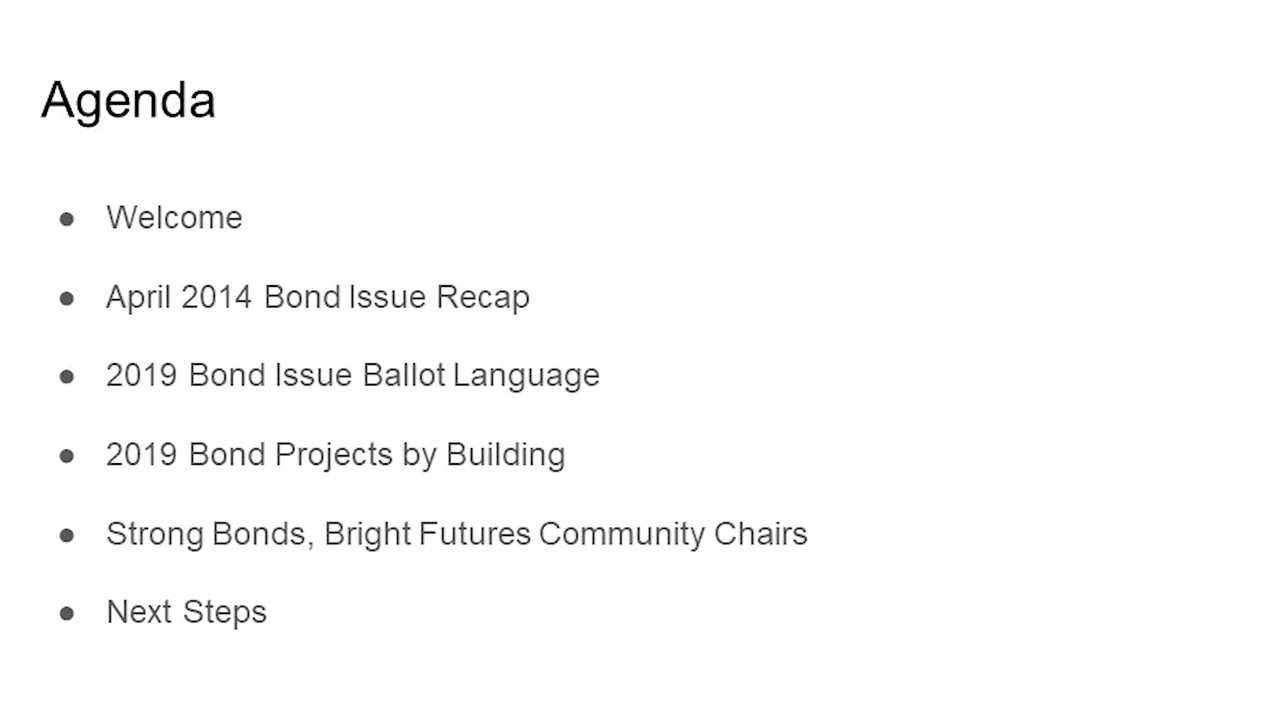 Agenda
● Welcome
● April 2014 Bond Issue Recap
● 2019 Bond Issue Ballot Language
● 2019 Bond Projects by Building
● Strong Bonds, Bright Futures Community Chairs
● Next Steps